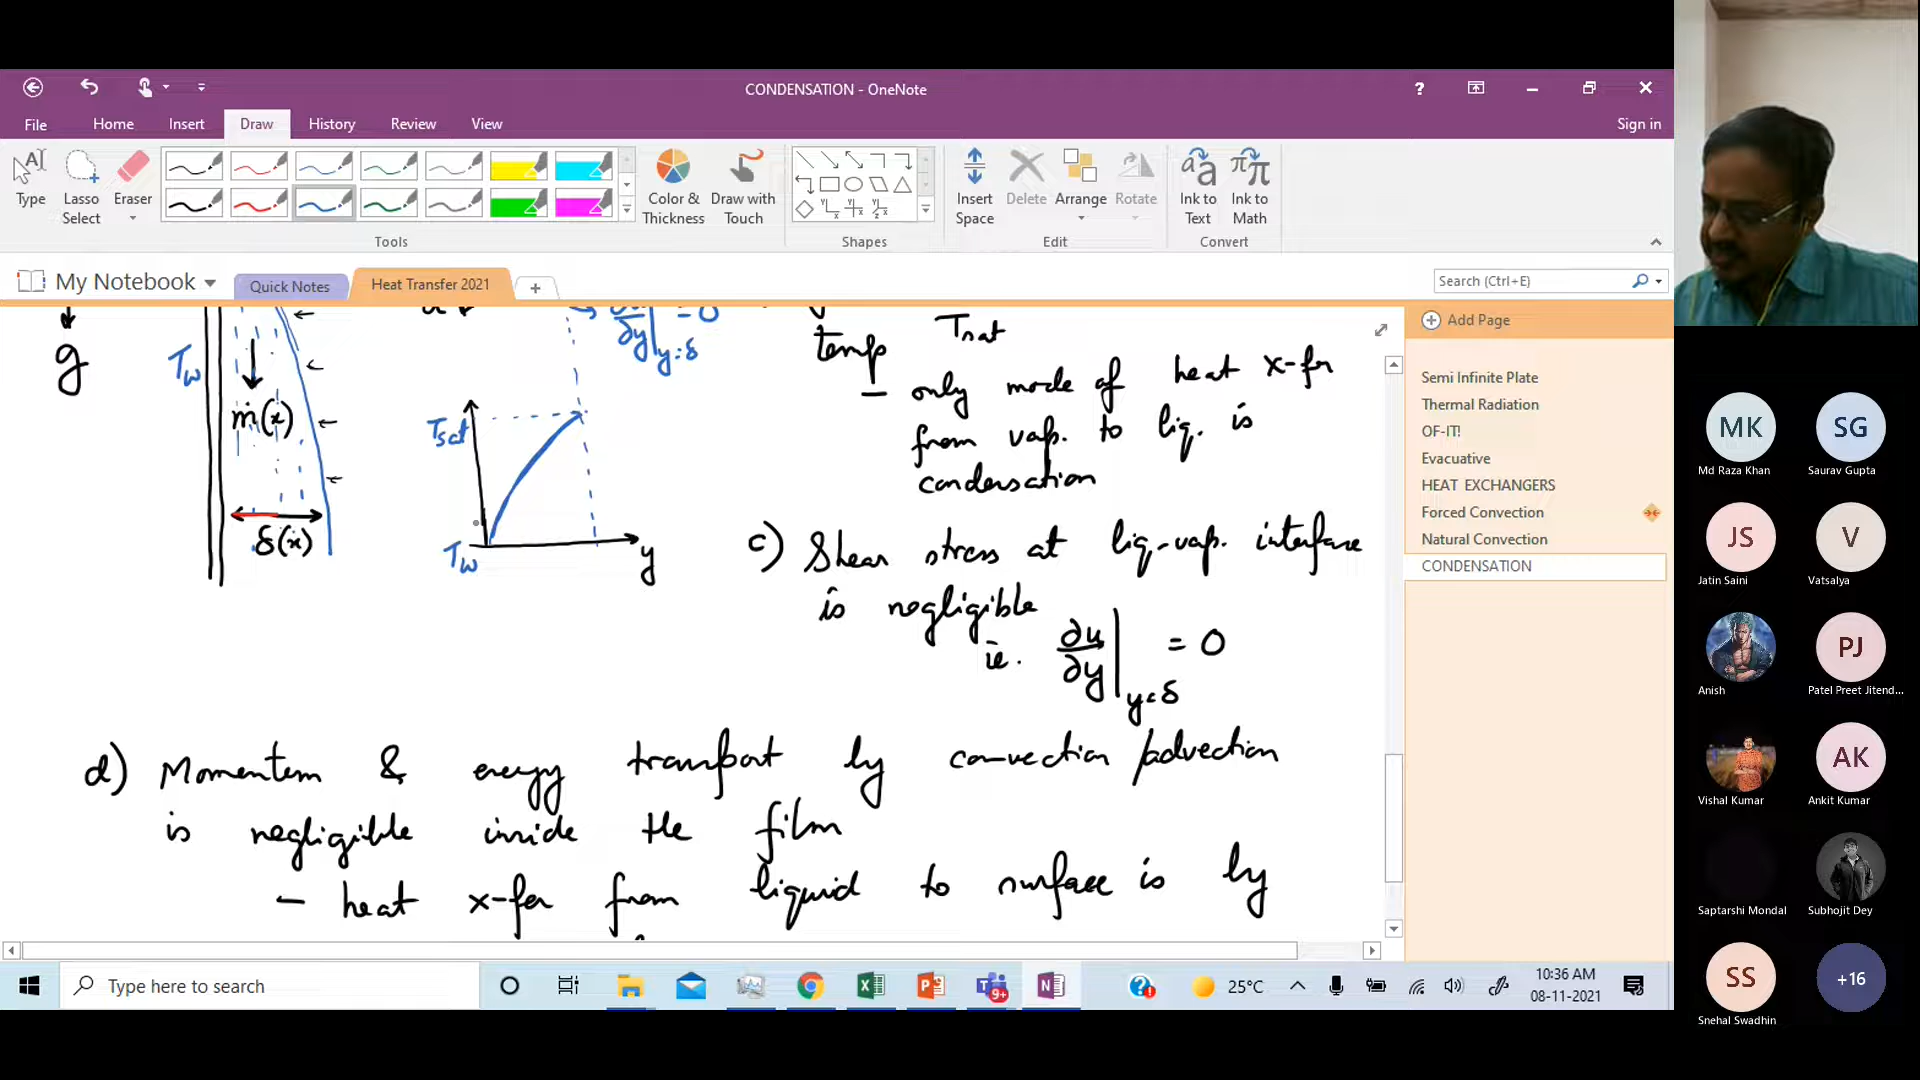 CONDENSATION - OneNote
File
Home
Insert
Draw
History
Review
View
Sign in
Type
Lasso Select
Eraser
Color & Thickness
Draw with Touch
Insert Space
Delete
Arrange
Rotate
Ink to Text
Ink to Math
Tools
Shapes
Edit
Convert
My Notebook
Quick Notes
Heat Transfer 2021
Search (Ctrl+E)
Add Page
Semi Infinite Plate
Thermal Radiation
OF-IT!
Evacuative
HEAT EXCHANGERS
Forced Convection
Natural Convection
CONDENSATION
g
Tw
ṁ(x)
δ(x)
∂y|y=δ = 0
Tsat
Tw
y
temp Tsat
- only mode of heat x-fer
from vap. to liq. is
condensation
c) Shear stress at liq-vap. interface
is negligible
ie. ∂u/∂y|y=δ = 0
d) Momentum & energy transport by convection/advection
is negligible inside the film
- heat x-fer from liquid to surface is by
Type here to search
9+
25°C
10:36 AM
08-11-2021
MK
Md Raza Khan
SG
Saurav Gupta
JS
Jatin Saini
V
Vatsalya
Anish
PJ
Patel Preet Jitend...
Vishal Kumar
AK
Ankit Kumar
Saptarshi Mondal
Subhojit Dey
SS
Snehal Swadhin
+16